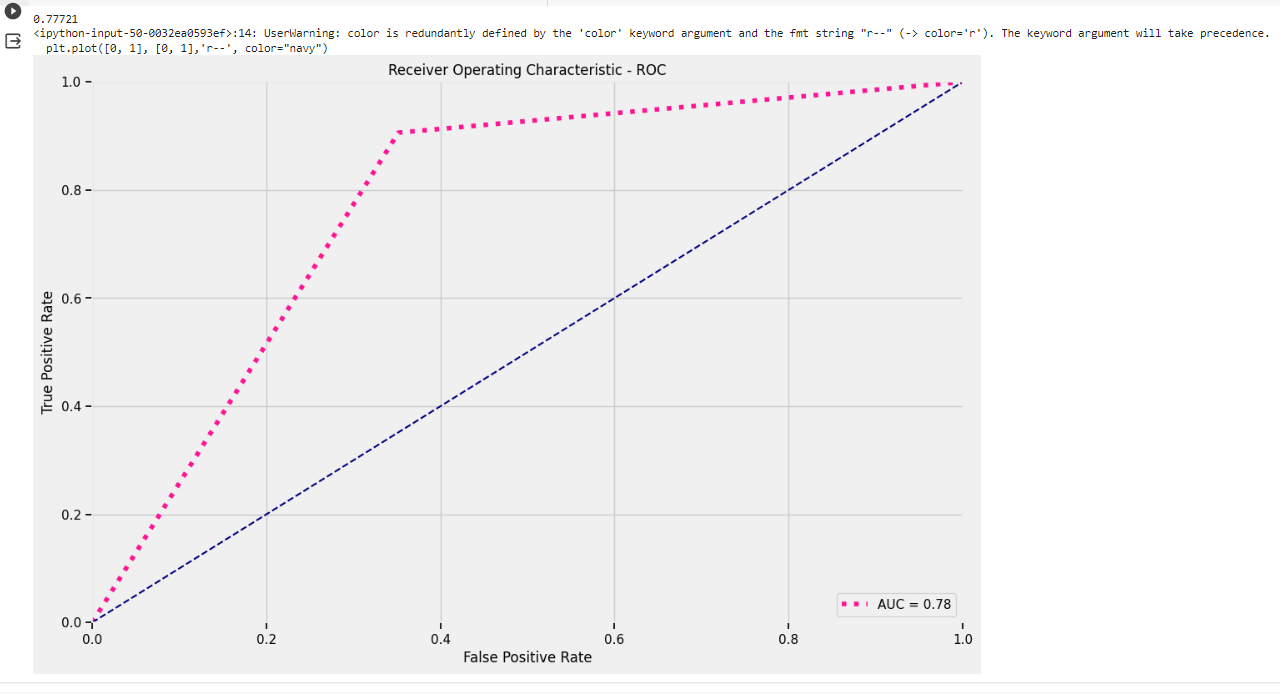 0.77721
<ipython-input-50-0032ea0593ef>:14: UserWarning: color is redundantly defined by the 'color' keyword argument and the fmt string "r--" (-> color='r'). The keyword argument will take precedence.
plt.plot([0, 1], [0, 1],'r--', color="navy")
Receiver Operating Characteristic - ROC
1.0
0.8
0.6
0.4
0.2
0.0
True Positive Rate
AUC = 0.78
0.0 0.2 0.4 0.6 0.8 1.0
False Positive Rate